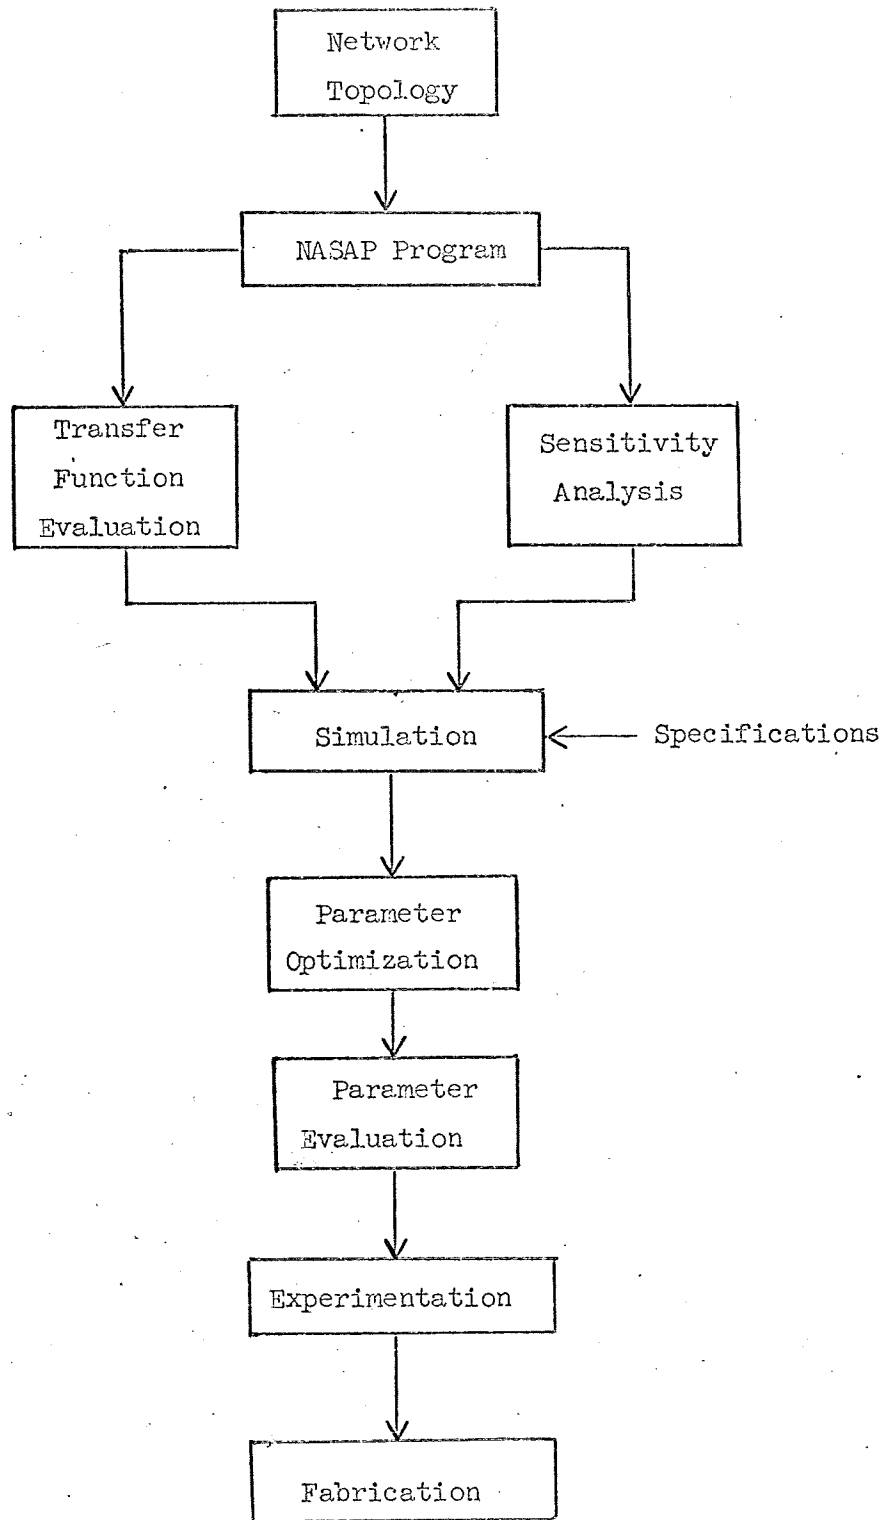 Network
Topology
NASAP Program
Transfer
Function
Evaluation
Sensitivity
Analysis
Simulation
Specifications
Parameter
Optimization
Parameter
Evaluation
Experimentation
Fabrication